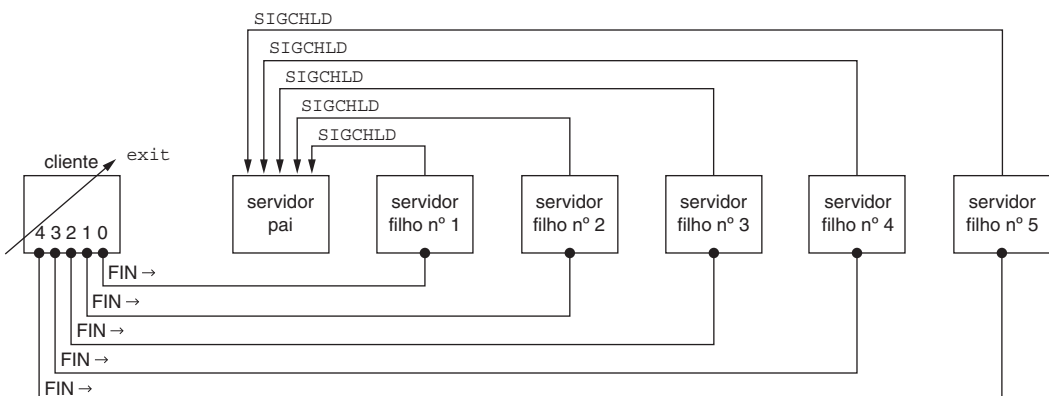 SIGCHLD
SIGCHLD
SIGCHLD
SIGCHLD
SIGCHLD
cliente
exit
4 3 2 1 0
servidor
pai
servidor
filho nº 1
servidor
filho nº 2
servidor
filho nº 3
servidor
filho nº 4
servidor
filho nº 5
FIN →
FIN →
FIN →
FIN →
FIN →